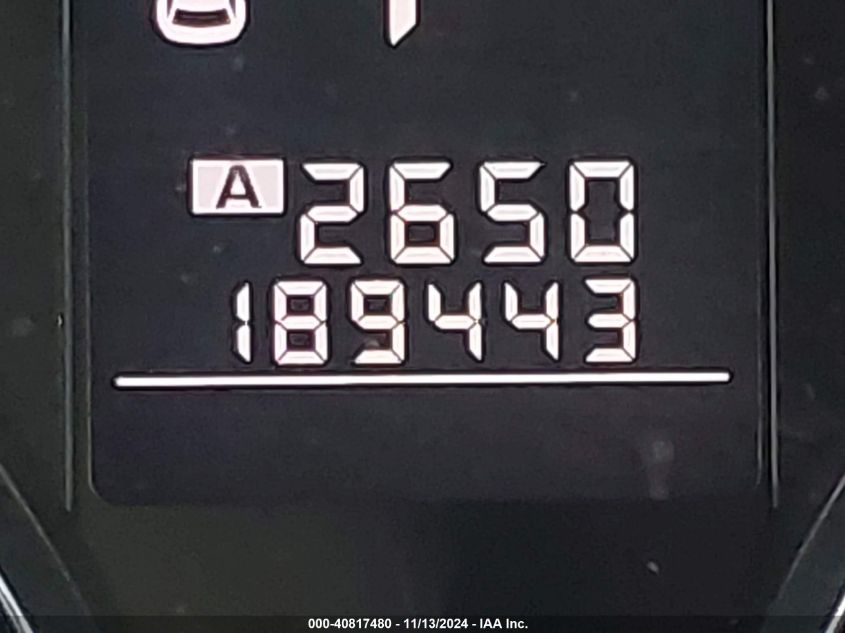 A 2650
189443
000-40817480 - 11/13/2024 - IAA Inc.